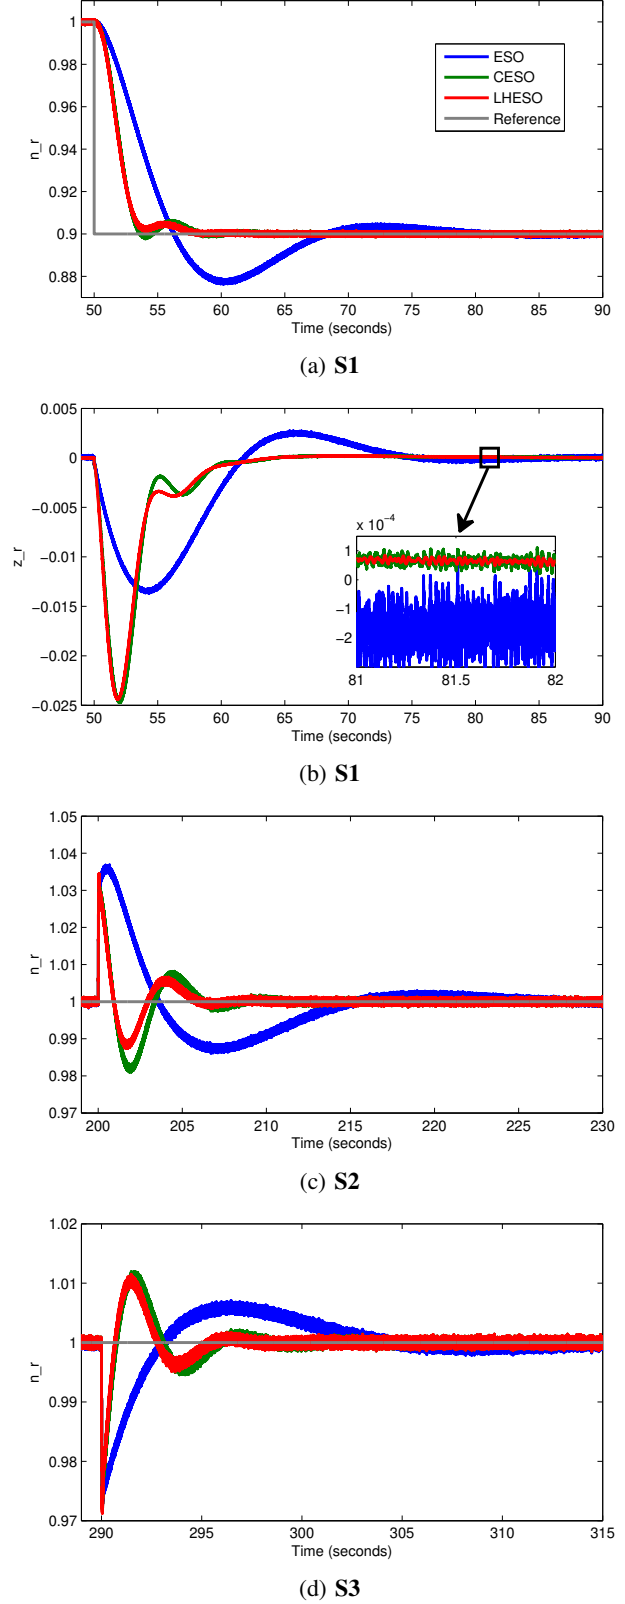 1
0.98
0.96
0.94
0.92
0.9
0.88
n_r
ESO
CESO
LHESO
Reference
50 55 60 65 70 75 80 85 90
Time (seconds)
(a) S1
0.005
0
−0.005
−0.01
−0.015
−0.02
−0.025
z_r
x 10^{−4}
1
0
−1
−2
81 81.5 82
50 55 60 65 70 75 80 85 90
Time (seconds)
(b) S1
1.05
1.04
1.03
1.02
1.01
1
0.99
0.98
0.97
n_r
200 205 210 215 220 225 230
Time (seconds)
(c) S2
1.02
1.01
1
0.99
0.98
0.97
n_r
290 295 300 305 310 315
Time (seconds)
(d) S3